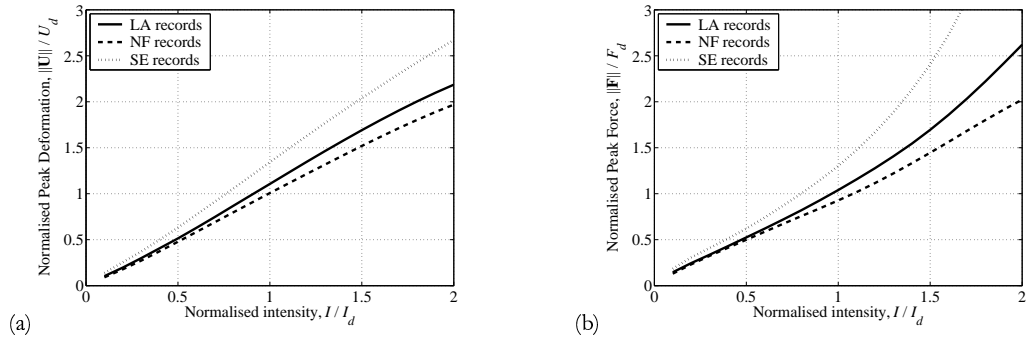 3
2.5
2
1.5
1
0.5
0
0
0.5
1
1.5
2
LA records
NF records
SE records
Normalised Peak Deformation, ||U|| / U_d
Normalised intensity, I / I_d
(a)
3
2.5
2
1.5
1
0.5
0
0
0.5
1
1.5
2
LA records
NF records
SE records
Normalised Peak Force, ||F|| / F_d
Normalised intensity, I / I_d
(b)